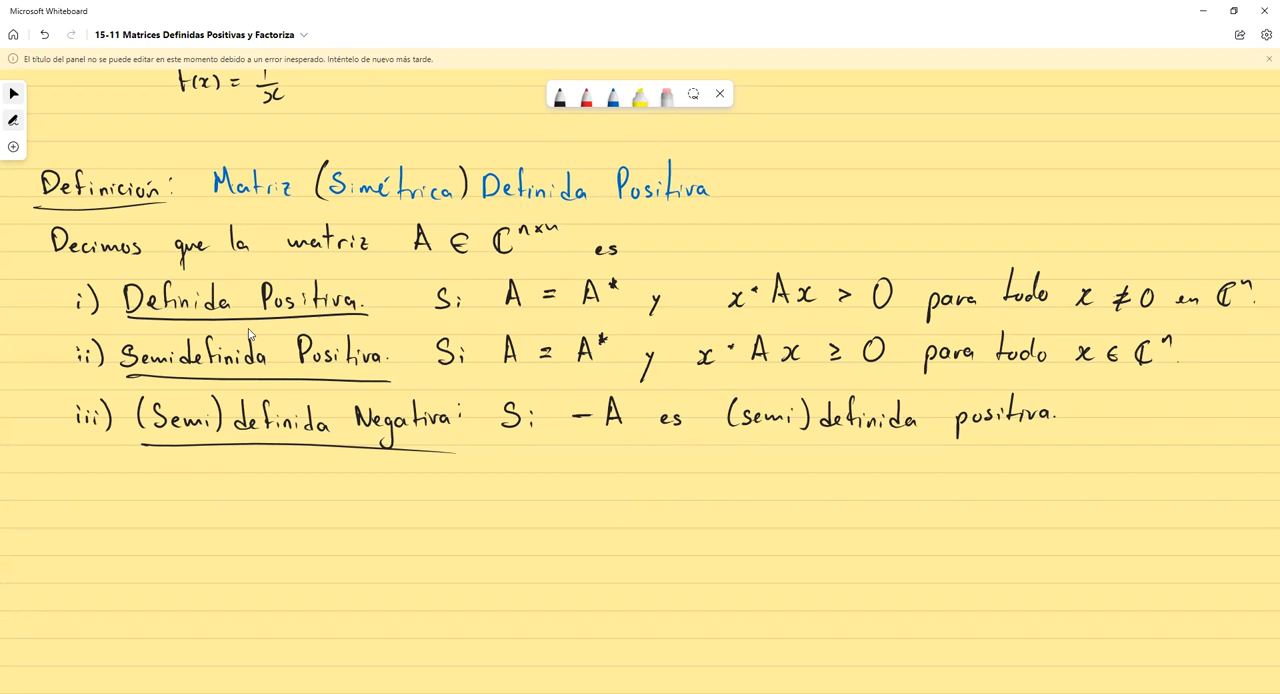 Microsoft Whiteboard
15-11 Matrices Definidas Positivas y Factoriza
El título del panel no se puede editar en este momento debido a un error inesperado. Inténtelo de nuevo más tarde.
f(x) = 1/x
Definición: Matriz (Simétrica) Definida Positiva
Decimos que la matriz A ∈ ℂⁿˣⁿ es
i) Definida Positiva. Si A = A* y x* Ax > 0 para todo x ≠ 0 en ℂⁿ.
ii) Semidefinida Positiva. Si A = A* y x* Ax ≥ 0 para todo x ∈ ℂⁿ.
iii) (Semi)definida Negativa: Si -A es (semi)definida positiva.